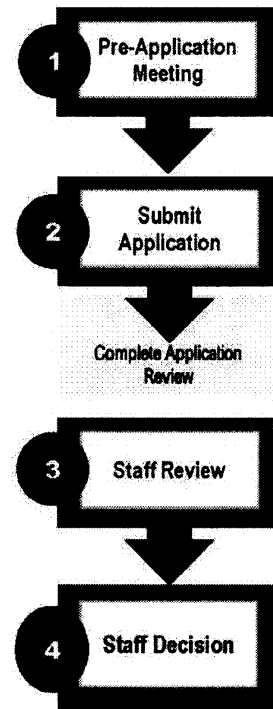 1
Pre-Application
Meeting
2
Submit
Application
Complete Application
Review
3
Staff Review
4
Staff Decision